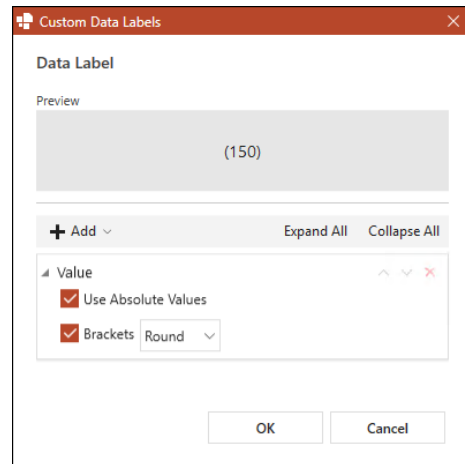 Custom Data Labels
Data Label
Preview
(150)
Add Expand All Collapse All
Value
Use Absolute Values
Brackets Round
OK Cancel